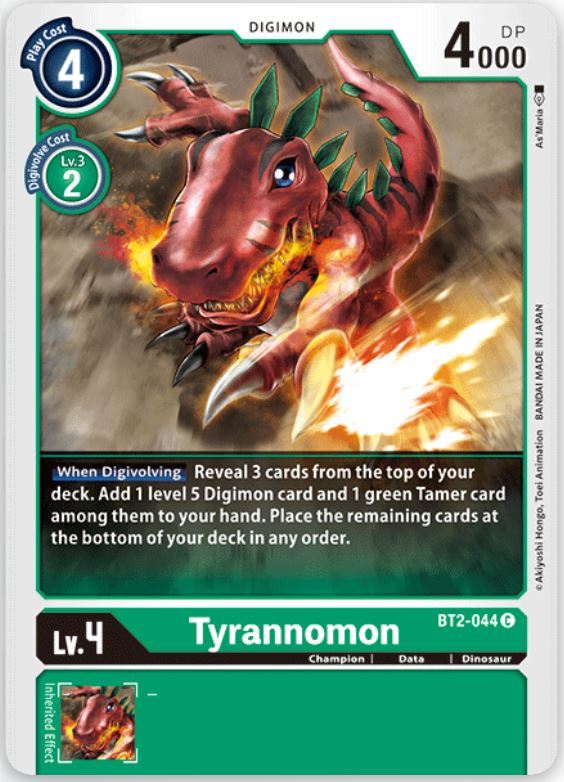 DIGIMON
Play Cost
4
4000
DP
Digivolve Cost
Lv.3
2
As'Maria
© Akiyoshi Hongo, Toei Animation BANDAI MADE IN JAPAN
When Digivolving Reveal 3 cards from the top of your
deck. Add 1 level 5 Digimon card and 1 green Tamer card
among them to your hand. Place the remaining cards at
the bottom of your deck in any order.
BT2-044 C
Lv.4
Tyrannomon
Champion | Data | Dinosaur
Inherited Effect
–